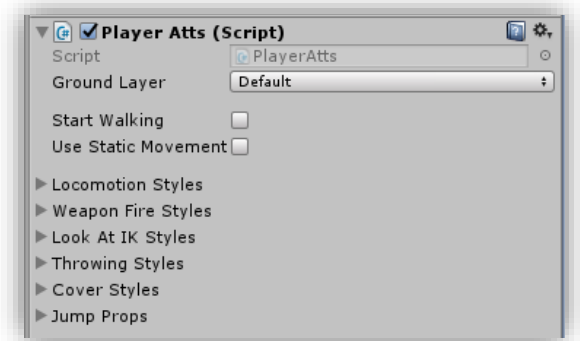 Player Atts (Script)
Script PlayerAtts
Ground Layer Default
Start Walking
Use Static Movement
Locomotion Styles
Weapon Fire Styles
Look At IK Styles
Throwing Styles
Cover Styles
Jump Props